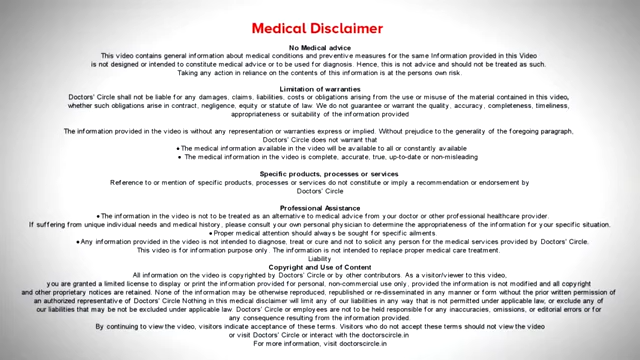 Medical Disclaimer
No Medical advice
This video contains general information about medical conditions and preventive measures for the same Information provided in this Video
is not designed or intended to constitute medical advice or to be used for diagnosis. Hence, this is not advice and should not be treated as such.
Taking any action in reliance on the contents of this information is at the persons own risk.
Limitation of warranties
Doctors' Circle shall not be liable for any damages, claims, liabilities, costs or obligations arising from the use or misuse of the material contained in this video,
whether such obligations arise in contract, negligence, equity or statute of law. We do not guarantee or warrant the quality, accuracy, completeness, timeliness,
appropriateness or suitability of the information provided
The information provided in the video is without any representation or warranties express or implied. Without prejudice to the generality of the foregoing paragraph,
Doctors' Circle does not warrant that
• The medical information available in the video will be available to all or constantly available
• The medical information in the video is complete, accurate, true, up-to-date or non-misleading
Specific products, processes or services
Reference to or mention of specific products, processes or services do not constitute or imply a recommendation or endorsement by
Doctors' Circle
Professional Assistance
• The information in the video is not to be treated as an alternative to medical advice from your doctor or other professional healthcare provider.
If suffering from unique individual needs and medical history, please consult your own personal physician to determine the appropriateness of the information for your specific situation.
• Proper medical attention should always be sought for specific ailments.
• Any information provided in the video is not intended to diagnose, treat or cure and not to solicit any person for the medical services provided by Doctors' Circle.
This video is for information purpose only. The information is not intended to replace proper medical care treatment.
Liability
Copyright and Use of Content
All information on the video is copyrighted by Doctors' Circle or by other contributors. As a visitor/viewer to this video,
you are granted a limited license to display or print the information provided for personal, non-commercial use only, provided the information is not modified and all copyright
and other proprietary notices are retained. None of the information may be otherwise reproduced, republished or re-disseminated in any manner or form without the prior written permission of
an authorized representative of Doctors' Circle Nothing in this medical disclaimer will limit any of our liabilities in any way that is not permitted under applicable law, or exclude any of
our liabilities that may not be excluded under applicable law. Doctors' Circle or employees are not to be held responsible for any inaccuracies, omissions, or editorial errors or for
any consequence resulting from the information provided.
By continuing to view the video, visitors indicate acceptance of these terms. Visitors who do not accept these terms should not view the video
or visit Doctors' Circle or interact with the doctorscircle.in
For more information, visit doctorscircle.in